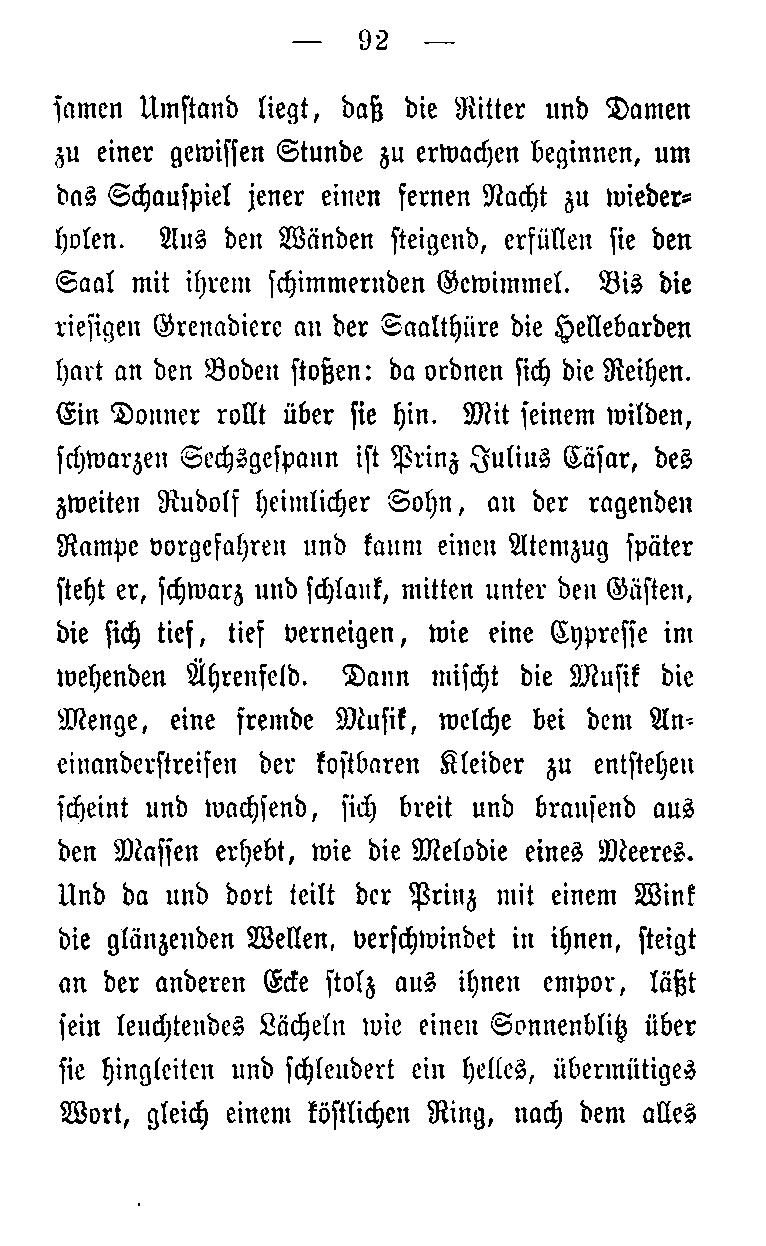 — 92 —
samen Umstand liegt, daß die Ritter und Damen
zu einer gewissen Stunde zu erwachen beginnen, um
das Schauspiel jener einen fernen Nacht zu wieder-
holen. Aus den Wänden steigend, erfüllen sie den
Saal mit ihrem schimmernden Gewimmel. Bis die
riesigen Grenadiere an der Saalthüre die Hellebarden
hart an den Boden stoßen: da ordnen sich die Reihen.
Ein Donner rollt über sie hin. Mit seinem wilden,
schwarzen Sechsgespann ist Prinz Julius Cäsar, des
zweiten Rudolf heimlicher Sohn, an der ragenden
Rampe vorgefahren und kaum einen Atemzug später
steht er, schwarz und schlank, mitten unter den Gästen,
die sich tief, tief verneigen, wie eine Cypresse im
wehenden Ährenfeld. Dann mischt die Musik die
Menge, eine fremde Musik, welche bei dem An-
einanderstreifen der kostbaren Kleider zu entstehen
scheint und wachsend, sich breit und brausend aus
den Massen erhebt, wie die Melodie eines Meeres.
Und da und dort teilt der Prinz mit einem Wink
die glänzenden Wellen, verschwindet in ihnen, steigt
an der anderen Ecke stolz aus ihnen empor, läßt
sein leuchtendes Lächeln wie einen Sonnenblitz über
sie hingleiten und schleudert ein helles, übermütiges
Wort, gleich einem köstlichen Ring, nach dem alles